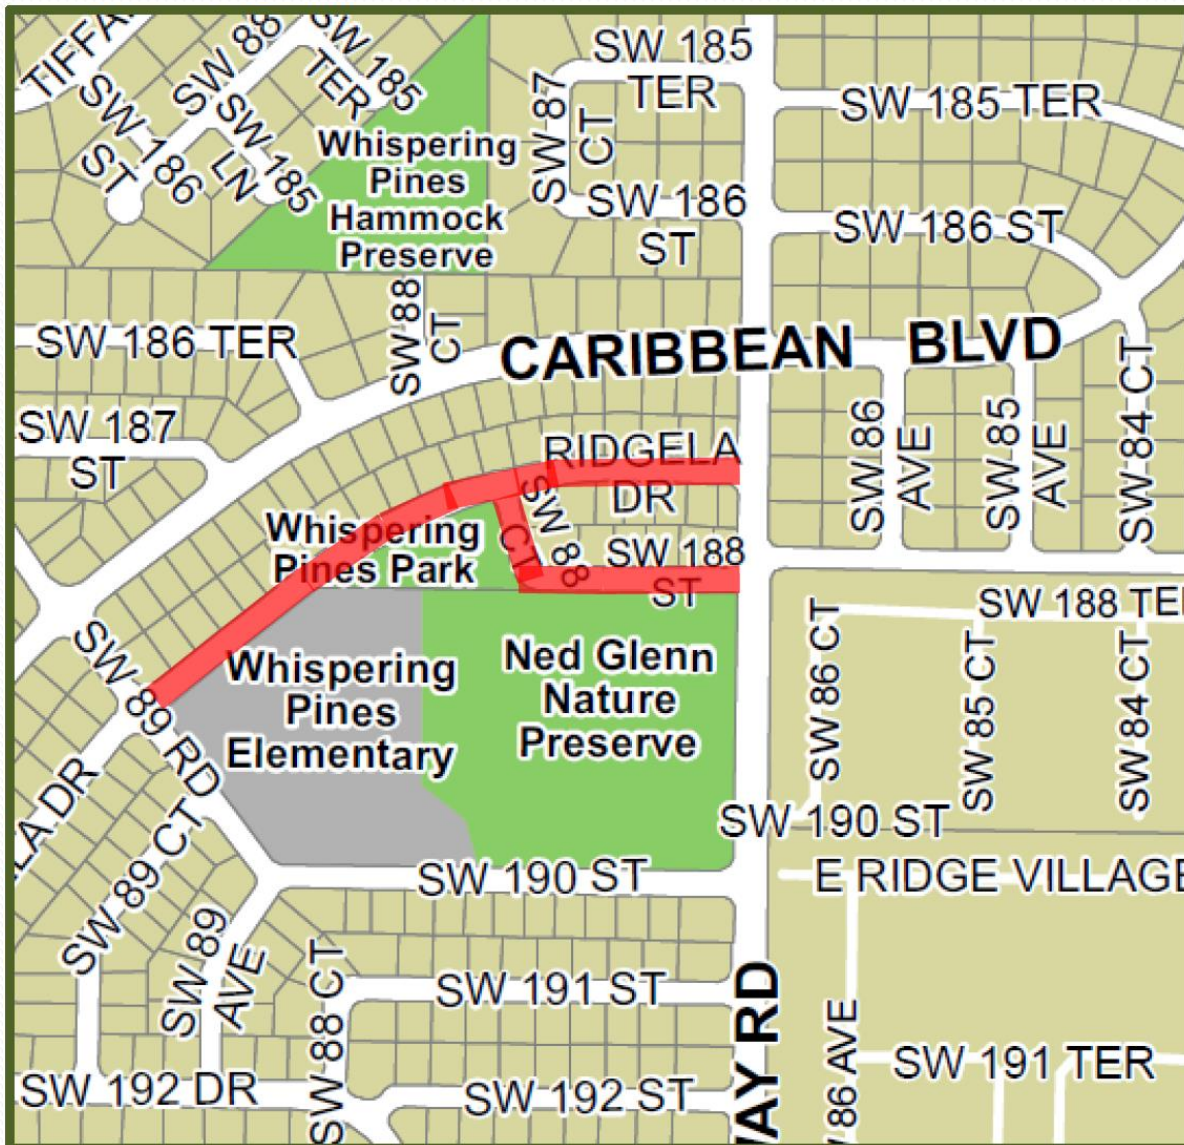 TIFFA
SW 88
SW 185
TER
SW 186
ST
SW 185
LN
Whispering
Pines
Hammock
Preserve
SW 87
CT
SW 185
TER
SW 186
ST
SW 185 TER
SW 186 ST
SW 186 TER
SW 88
CT
CARIBBEAN BLVD
SW 187
ST
RIDGELA
DR
SW 88
CT
SW 188
ST
SW 86
AVE
SW 85
AVE
SW 84 CT
Whispering
Pines Park
SW 89 RD
Whispering
Pines
Elementary
Ned Glenn
Nature
Preserve
SW 188 TE
SW 86 CT
SW 85 CT
SW 84 CT
LA DR
SW 89 CT
SW 190 ST
SW 190 ST
E RIDGE VILLAGE
SW 89
AVE
SW 88 CT
SW 191 ST
AY RD
86 AVE
SW 191 TER
SW 192 DR
SW 192 ST